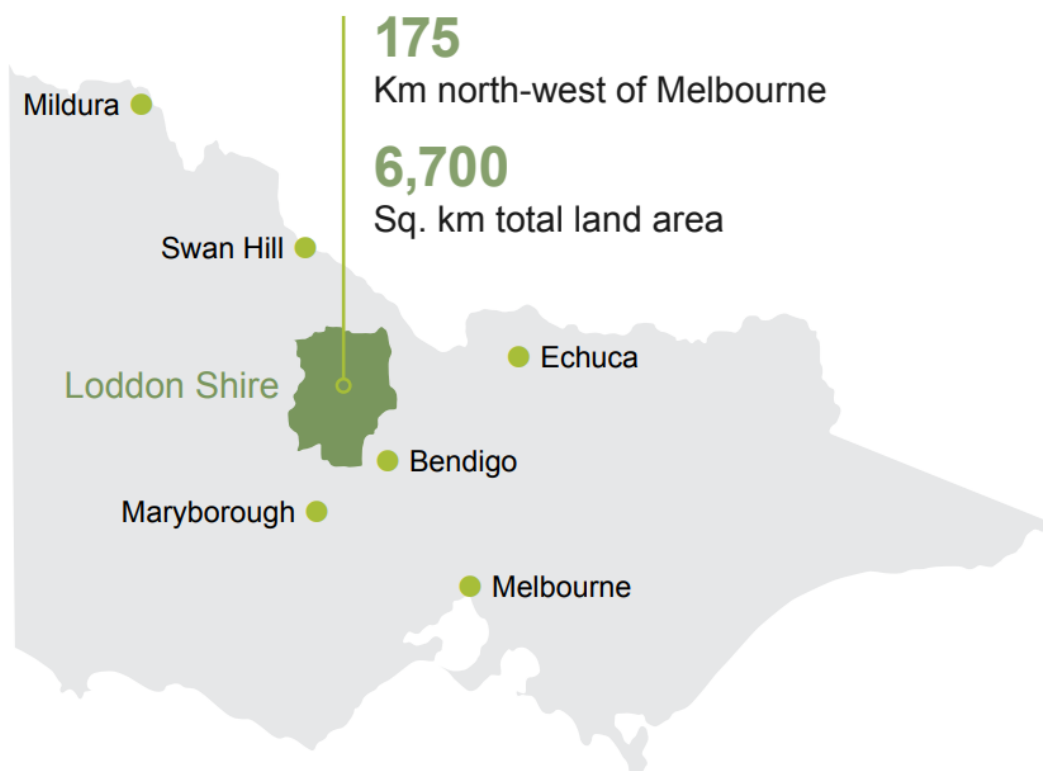 175
Km north-west of Melbourne
6,700
Sq. km total land area
Mildura
Swan Hill
Echuca
Loddon Shire
Bendigo
Maryborough
Melbourne